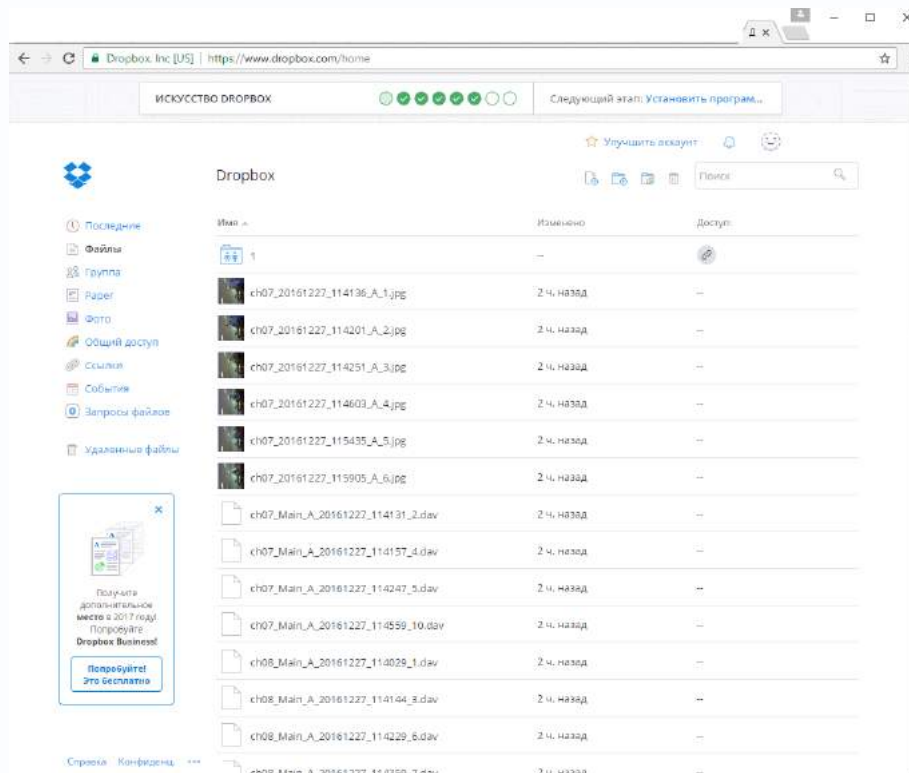 Д
Dropbox, Inc [US] | https://www.dropbox.com/home
ИСКУССТВО DROPBOX
Следующий этап: Установить програм...
Улучшить аккаунт
Dropbox
Поиск
Имя
Изменено
Доступ
Последние
Файлы
Группа
Paper
Фото
Общий доступ
Ссылки
События
Запросы файлов
Удаленные файлы
1
--
ch07_20161227_114136_A_1.jpg
2 ч. назад
--
ch07_20161227_114201_A_2.jpg
2 ч. назад
--
ch07_20161227_114251_A_3.jpg
2 ч. назад
--
ch07_20161227_114603_A_4.jpg
2 ч. назад
--
ch07_20161227_115435_A_5.jpg
2 ч. назад
--
ch07_20161227_115905_A_6.jpg
2 ч. назад
--
ch07_Main_A_20161227_114131_2.dav
2 ч. назад
--
ch07_Main_A_20161227_114157_4.dav
2 ч. назад
--
ch07_Main_A_20161227_114247_5.dav
2 ч. назад
--
ch07_Main_A_20161227_114559_10.dav
2 ч. назад
--
ch08_Main_A_20161227_114029_1.dav
2 ч. назад
--
ch08_Main_A_20161227_114144_3.dav
2 ч. назад
--
ch08_Main_A_20161227_114229_6.dav
2 ч. назад
--
Получите
дополнительное
место в 2017 году!
Попробуйте
Dropbox Business!
Попробуйте!
Это бесплатно
Справка
Конфиденц.